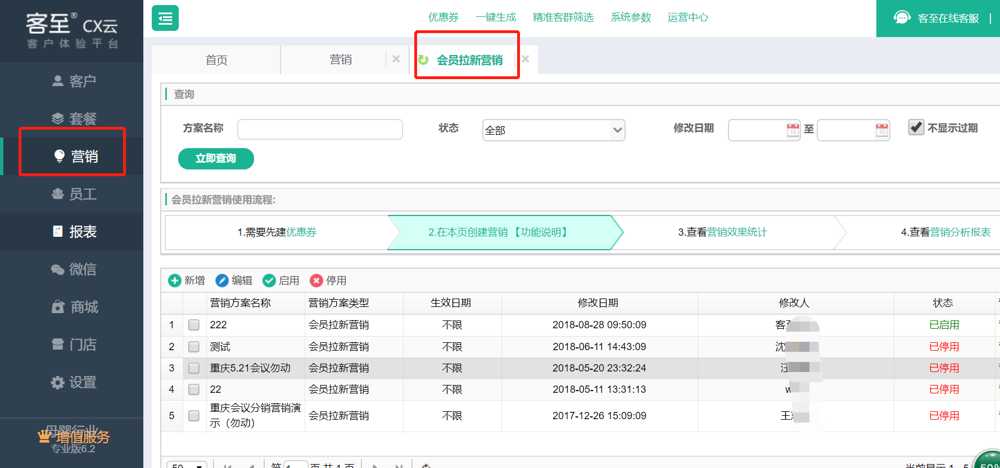 客至® CX云
客户体验平台
优惠券 一键生成 精准客群筛选 系统参数 运营中心
客至在线客服 |
首页 营销 会员拉新营销
客户
套餐
营销
员工
报表
微信
商城
门店
设置
母婴行业
增值服务
专业版6.2
查询
方案名称 状态 全部 修改日期 至 不显示过期
立即查询
会员拉新营销使用流程:
1.需要先建优惠券 2.在本页创建营销【功能说明】 3.查看营销效果统计 4.查看营销分析报表
新增 编辑 启用 停用
营销方案名称 营销方案类型 生效日期 修改日期 修改人 状态
1 222 会员拉新营销 不限 2018-08-28 09:50:09 客 已启用
2 测试 会员拉新营销 不限 2018-06-11 14:43:09 沈 已停用
3 重庆5.21会议勿动 会员拉新营销 不限 2018-05-20 23:32:24 汪 已停用
4 22 会员拉新营销 不限 2018-05-11 13:31:13 w 已停用
5 重庆会议分销营销演示（勿动） 会员拉新营销 不限 2017-12-26 15:09:09 王 已停用
50 第 1 页 共 1 页 当前显示 1 - 5